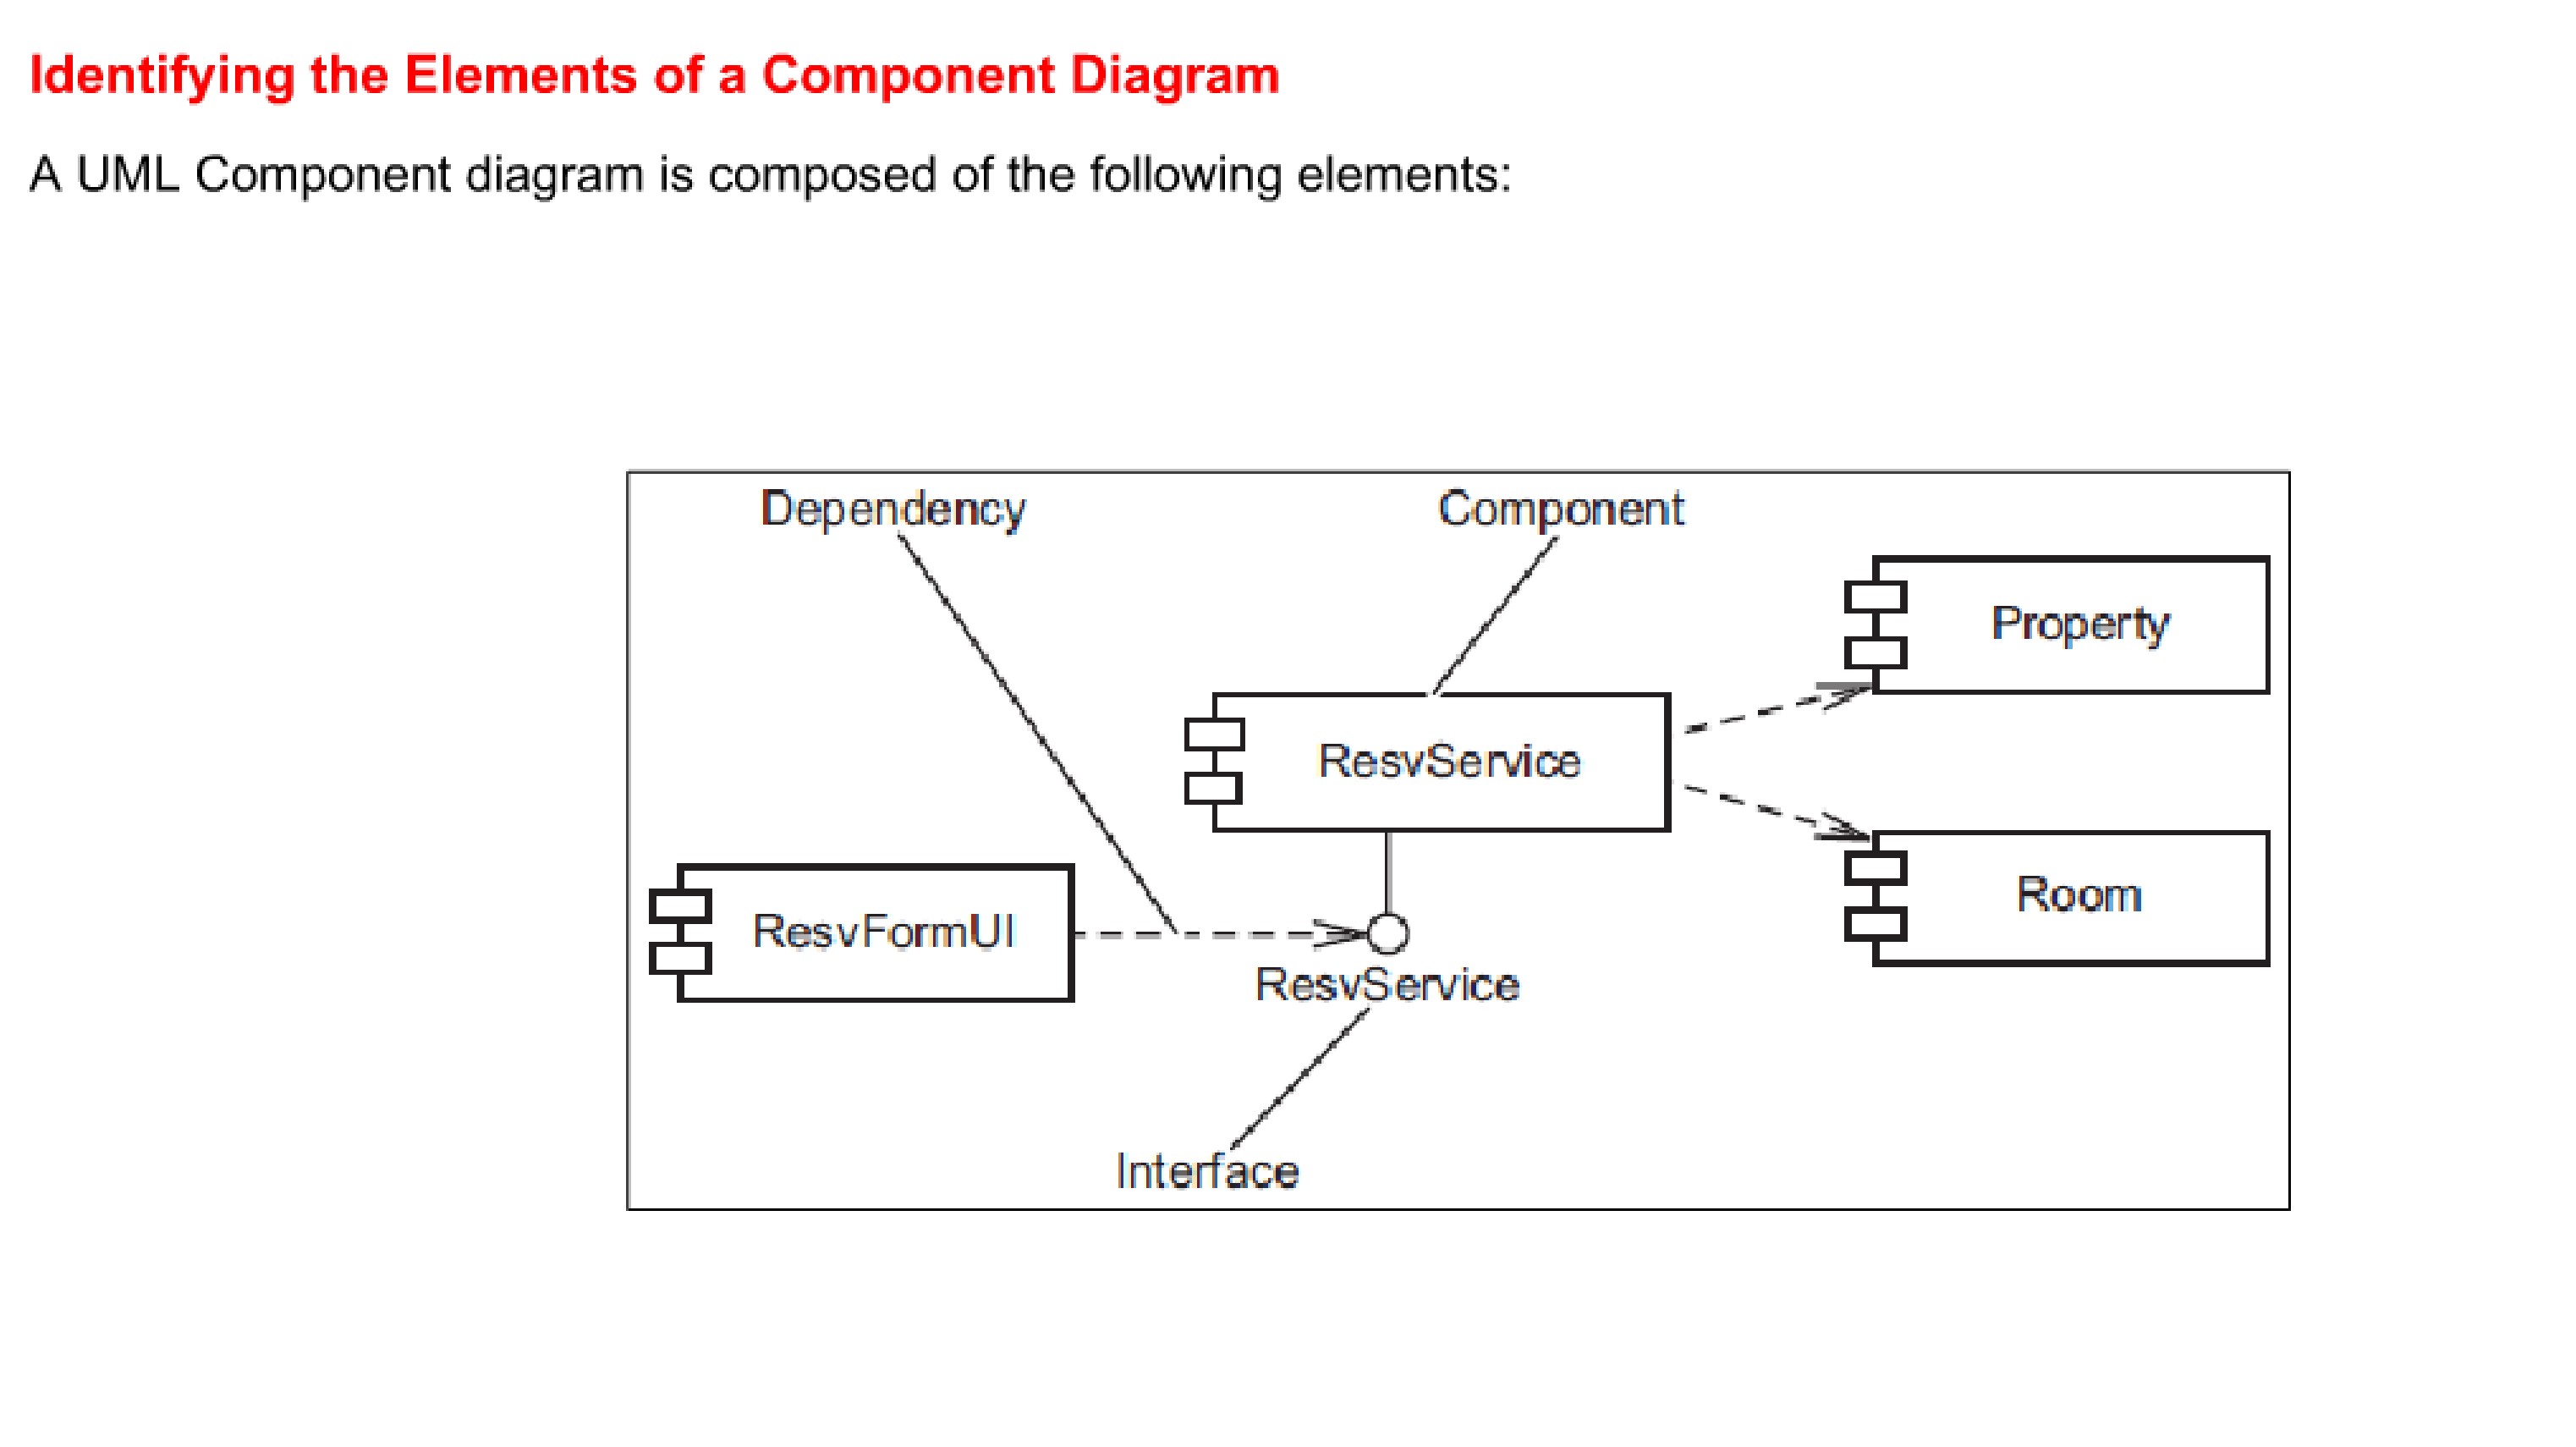 Identifying the Elements of a Component Diagram
A UML Component diagram is composed of the following elements:
Dependency
Component
Property
ResvService
Room
ResvFormUI
ResvService
Interface